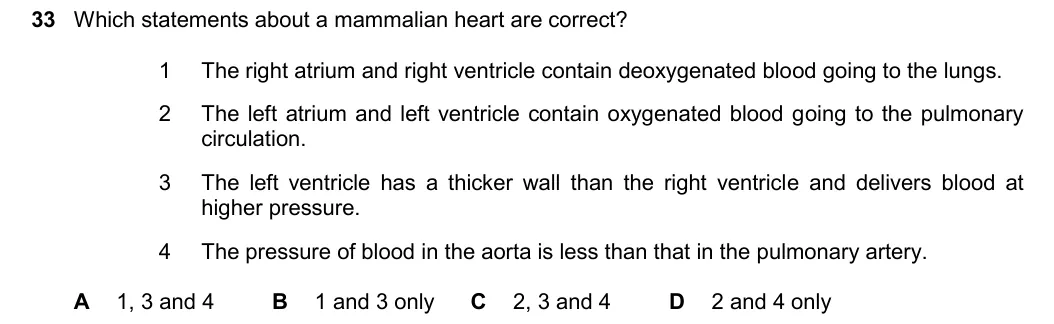 33 Which statements about a mammalian heart are correct?
1 The right atrium and right ventricle contain deoxygenated blood going to the lungs.
2 The left atrium and left ventricle contain oxygenated blood going to the pulmonary
circulation.
3 The left ventricle has a thicker wall than the right ventricle and delivers blood at
higher pressure.
4 The pressure of blood in the aorta is less than that in the pulmonary artery.
A 1, 3 and 4 B 1 and 3 only C 2, 3 and 4 D 2 and 4 only